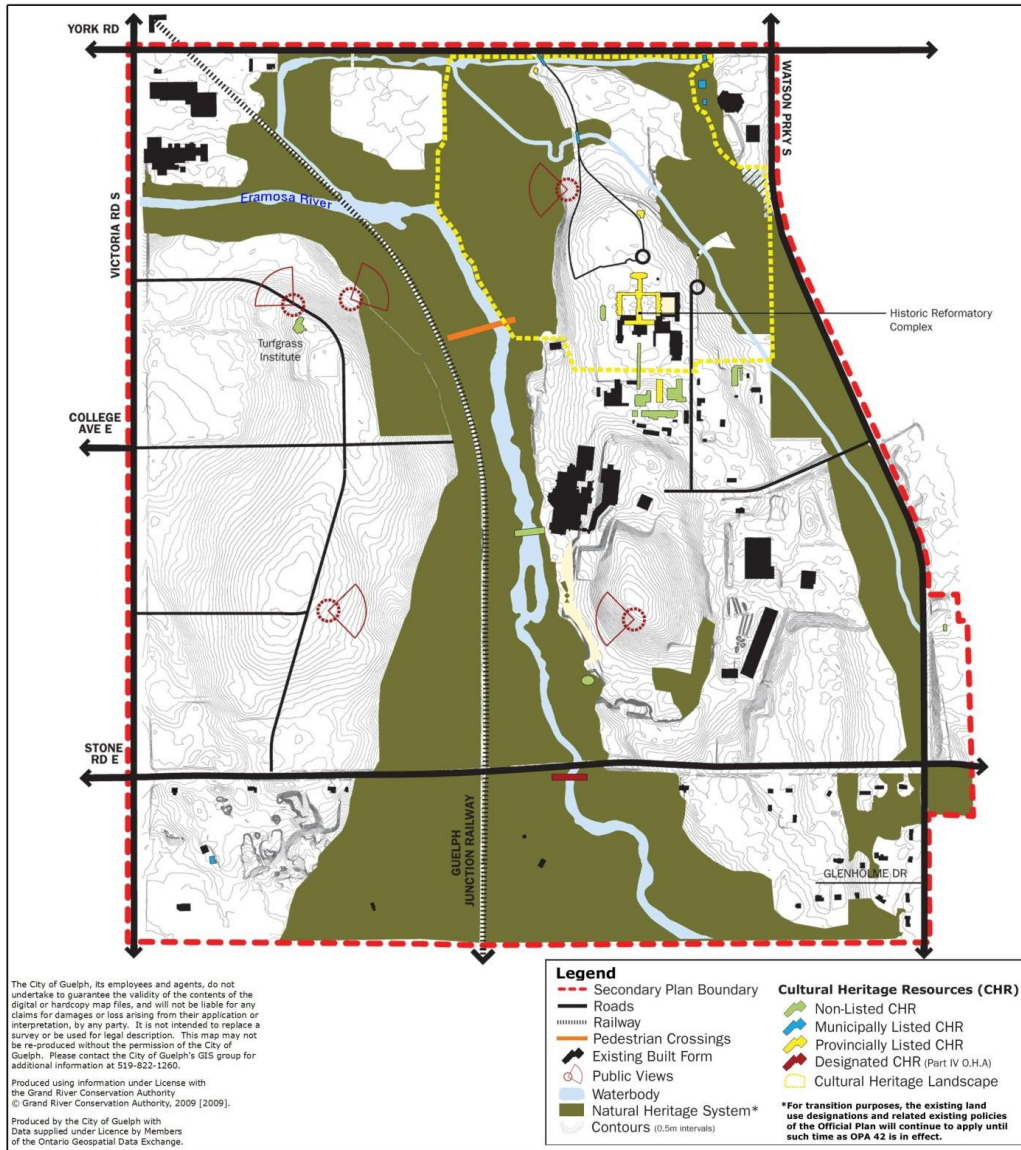 YORK RD
WATSON PRKY S
VICTORIA RD S
Eramosa River
Historic Reformatory
Complex
Turfgrass
Institute
COLLEGE
AVE E
STONE
RD E
GUELPH
JUNCTION RAILWAY
GLENHOLME DR
The City of Guelph, its employees and agents, do not
undertake to guarantee the validity of the contents of the
digital or hardcopy map files, and will not be liable for any
claims for damages or loss arising from their application or
interpretation, by any party. It is not intended to replace a
survey or be used for legal description. This map may not
be re-produced without the permission of the City of
Guelph. Please contact the City of Guelph's GIS group for
additional information at 519-822-1260.
Produced using information under License with
the Grand River Conservation Authority
© Grand River Conservation Authority, 2009 [2009].
Produced by the City of Guelph with
Data supplied under Licence by Members
of the Ontario Geospatial Data Exchange.
Legend
Secondary Plan Boundary
Roads
Railway
Pedestrian Crossings
Existing Built Form
Public Views
Waterbody
Natural Heritage System*
Contours (0.5m intervals)
Cultural Heritage Resources (CHR)
Non-Listed CHR
Municipally Listed CHR
Provincially Listed CHR
Designated CHR (Part IV O.H.A)
Cultural Heritage Landscape
*For transition purposes, the existing land
use designations and related existing policies
of the Official Plan will continue to apply until
such time as OPA 42 is in effect.